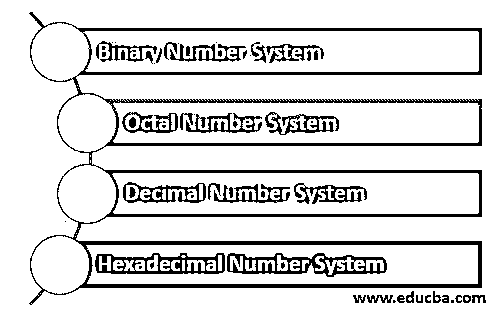 Binary Number System
Octal Number System
Decimal Number System
Hexadecimal Number System
www.educba.com